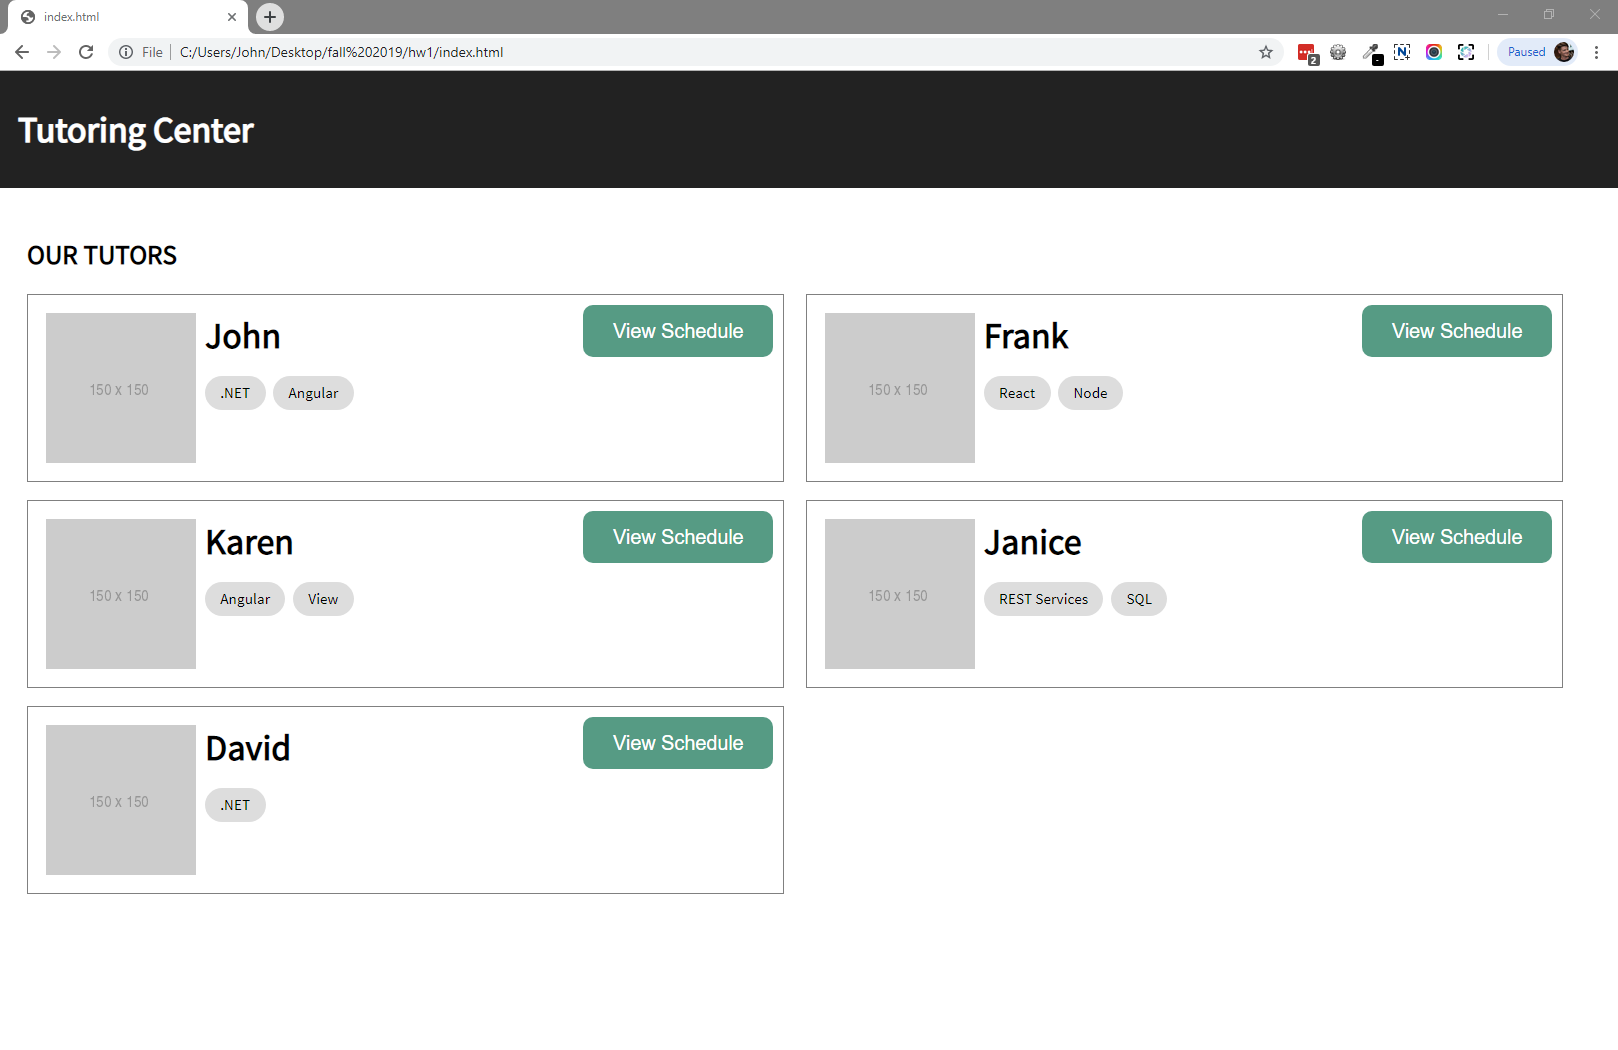 index.html
File C:/Users/John/Desktop/fall%202019/hw1/index.html
2
Paused
Tutoring Center
OUR TUTORS
150 x 150
John
View Schedule
.NET Angular
150 x 150
Frank
View Schedule
React Node
150 x 150
Karen
View Schedule
Angular View
150 x 150
Janice
View Schedule
REST Services SQL
150 x 150
David
View Schedule
.NET